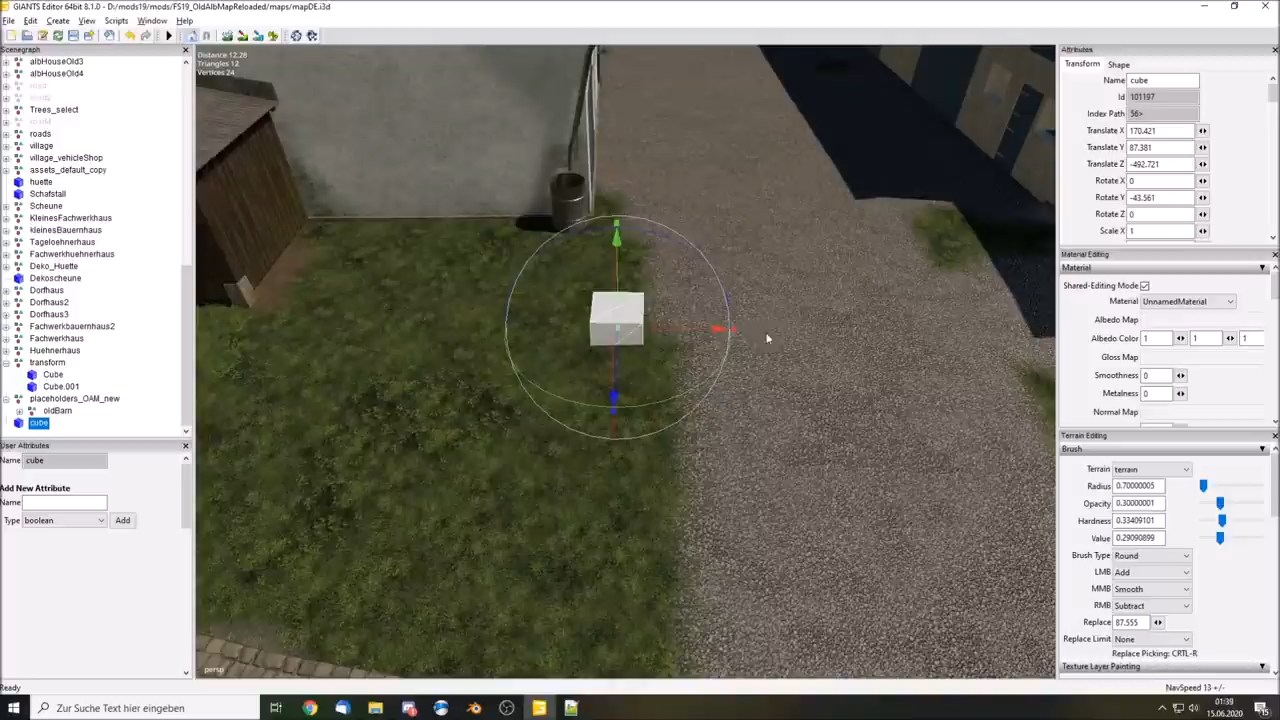 GIANTS Editor 64bit 8.1.0 - D:/mods19/mods/FS19_OldAlbMapReloaded/maps/mapDE.i3d
File Edit Create View Scripts Window Help
Scenegraph
albHouseOld3
albHouseOld4
Trees_select
roads
village
village_vehicleShop
assets_default_copy
huette
Schafstall
Scheune
KleinesFachwerkhaus
kleinesBauernhaus
Tageloehnerhaus
Fachwerkhuehnerhaus
Deko_Huette
Dekoscheune
Dorfhaus
Dorfhaus2
Dorfhaus3
Fachwerkbauernhaus2
Fachwerkhaus
Huehnerhaus
transform
Cube
Cube.001
placeholders_OAM_new
oldBarn
cube
User Attributes
Name cube
Add New Attribute
Name
Type boolean Add
Distance 12.28
Triangles 12
Vertices 24
persp
Attributes
Transform Shape
Name cube
Id 101197
Index Path 56>
Translate X 170.421
Translate Y 87.381
Translate Z -492.721
Rotate X 0
Rotate Y -43.561
Rotate Z 0
Scale X 1
Material Editing
Material
Shared-Editing Mode
Material UnnamedMaterial
Albedo Map
Albedo Color 1 1 1
Gloss Map
Smoothness 0
Metalness 0
Normal Map
Terrain Editing
Brush
Terrain terrain
Radius 0.70000005
Opacity 0.30000001
Hardness 0.33409101
Value 0.29090899
Brush Type Round
LMB Add
MMB Smooth
RMB Subtract
Replace 87.555
Replace Limit None
Replace Picking: CRTL-R
Texture Layer Painting
Ready
NavSpeed 13 +/-
Zur Suche Text hier eingeben
01:39
15.06.2020